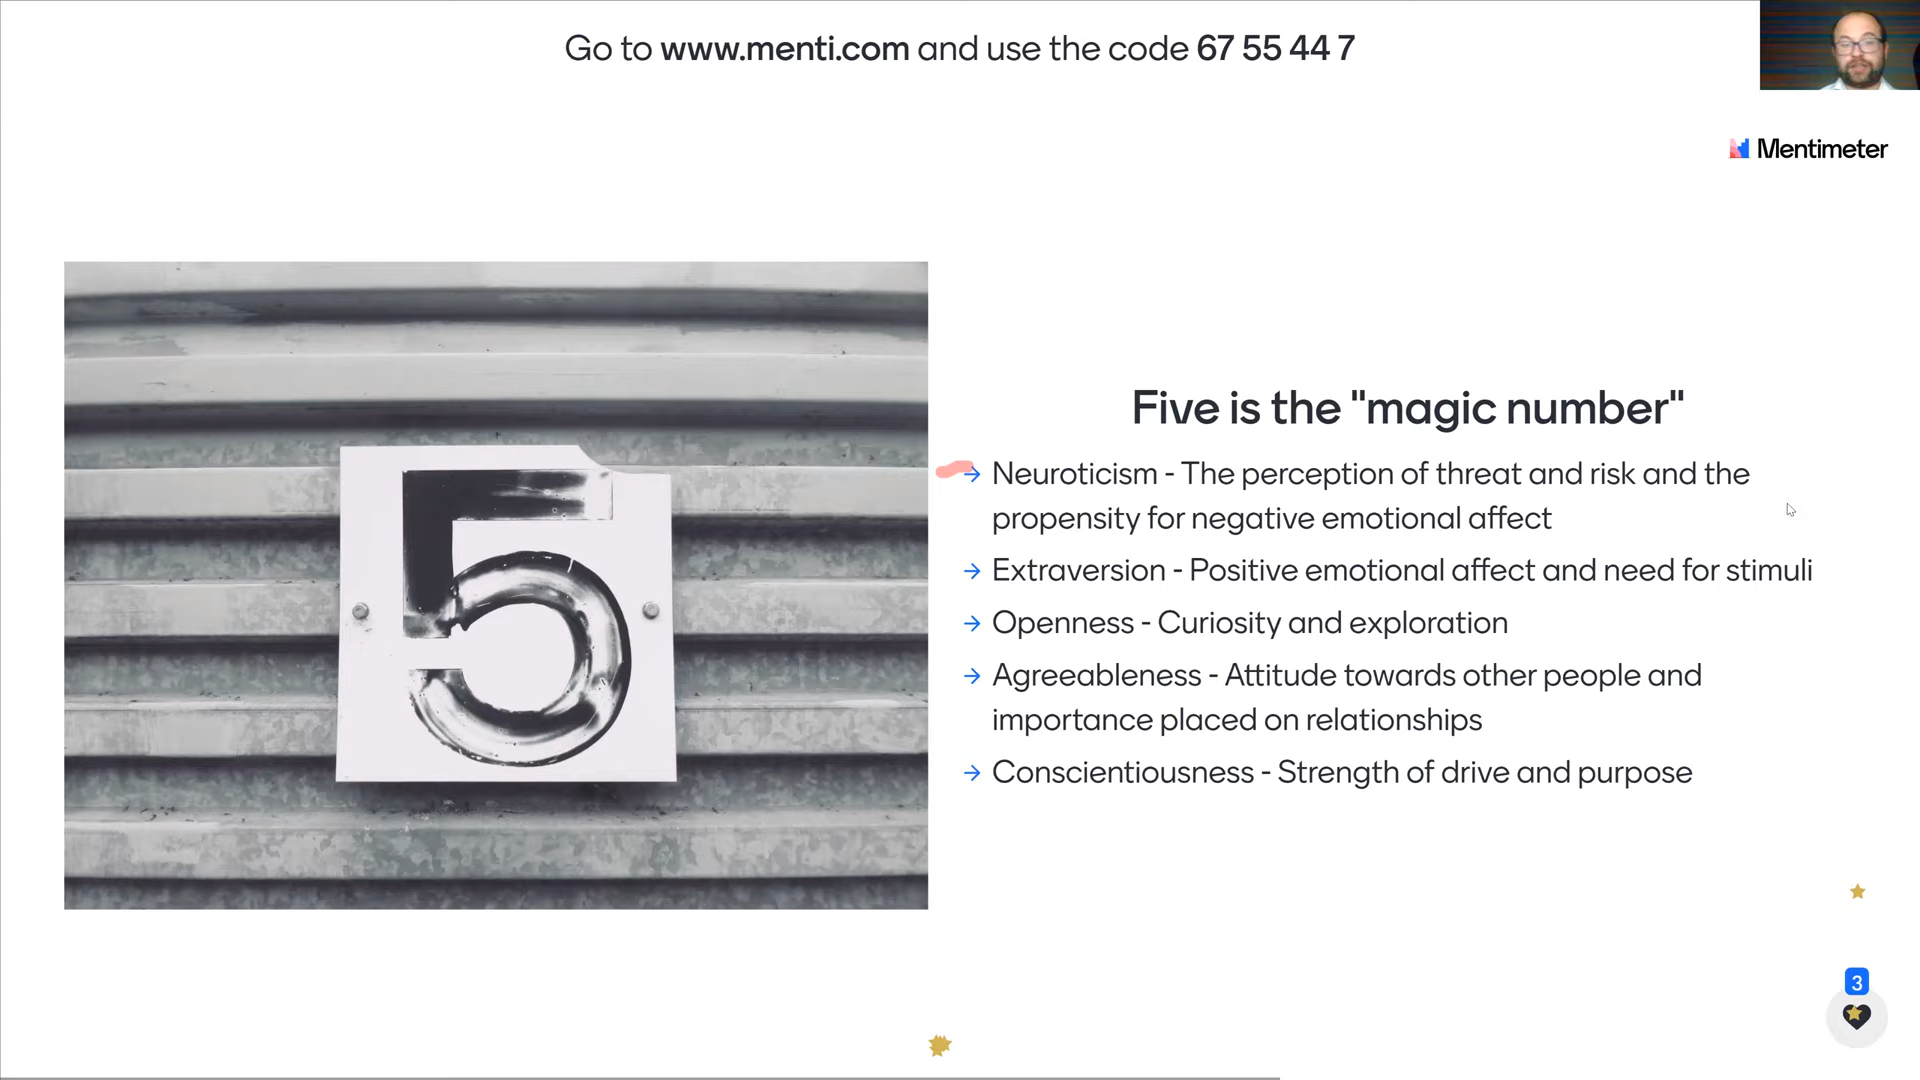 Go to www.menti.com and use the code 67 55 44 7
Mentimeter
5
Five is the "magic number"
→ Neuroticism - The perception of threat and risk and the
propensity for negative emotional affect
→ Extraversion - Positive emotional affect and need for stimuli
→ Openness - Curiosity and exploration
→ Agreeableness - Attitude towards other people and
importance placed on relationships
→ Conscientiousness - Strength of drive and purpose
3